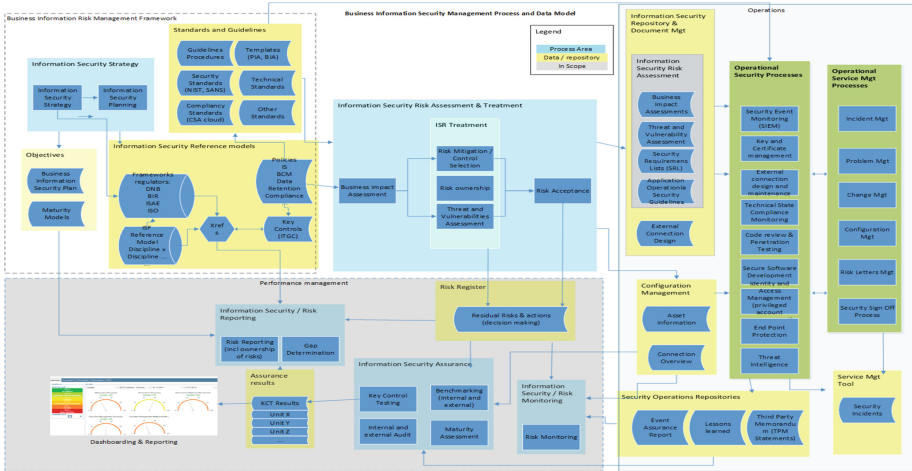 Business Information Security Management Process and Data Model
Business Information Risk Management Framework
Information Security Strategy
Information
Security
Strategy
Information
Security
Planning
Objectives
Business
Information
Security Plan.
Maturity
Models
Standards and Guidelines
Guidelines
Procedures
Templates
(PIA, BIA)
Security
Standards
(NIST, SANS)
Technical
Standards
Compliancy
Standards
(CSA cloud)
Other
Standards
Information Security Reference models
Frameworks
regulators:
DNB
BIR
ISAE
ISO
ISF
Reference
Model
Discipline x
Discipline ...
Xref
s
Policies
IS
BCM
Data
Retention
Compliance
Key
Controls
(ITGC)
Legend
Process Area
Data / repository
In Scope
Information Security Risk Assessment & Treatment
Business Impact
Assessment
ISR Treatment
Risk Mitigation /
Control
Selection
Risk ownership
Threat and
Vulnerabilities
Assessment
Risk Acceptance
Operations
Information Security
Repository &
Document Mgt
Information
Security Risk
Assessment
Business
Impact
Assessments
Threat and
Vulnerability
Assessment
Security
Requiremens
Lists (SRL)
Application
Operationele
Security
Guidelines
External
Connection
Design
Operational
Security Processes
Security Event
Monitoring
(SIEM)
Key and
Certificate
management
External
connection
design and
maintenance
Technical State
Compliance
Monitoring
Code review &
Penetration
Testing
Secure Software
Development
Identity and
Access
Management
(privileged
account
End Point
Protection
Threat
Intelligence
Operational
Service Mgt
Processes
Incident Mgt
Problem Mgt
Change Mgt
Configuration
Mgt
Risk Letters Mgt
Security Sign Off
Process
Configuration
Management
Asset
information
Connection
Overview
Service Mgt
Tool
Security
Incidents
Security Operations Repositories
Event
Assurance
Report
Lessons
learned
Third Party
Memorandu
m (TPM
Statements)
Performance management
Risk Register
Residual Risks & actions
(decision making)
Information Security / Risk
Reporting
Risk Reporting
(incl ownership
of risks)
Gap
Determination
Information Security Assurance
Key Control
Testing
Benchmarking
(internal and
external)
Internal and
external Audit
Maturity
Assessment
Information
Security / Risk
Monitoring
Risk Monitoring
Assurance
results
KCT Results
Unit X
Unit Y
Unit Z
....
Dashboarding & Reporting